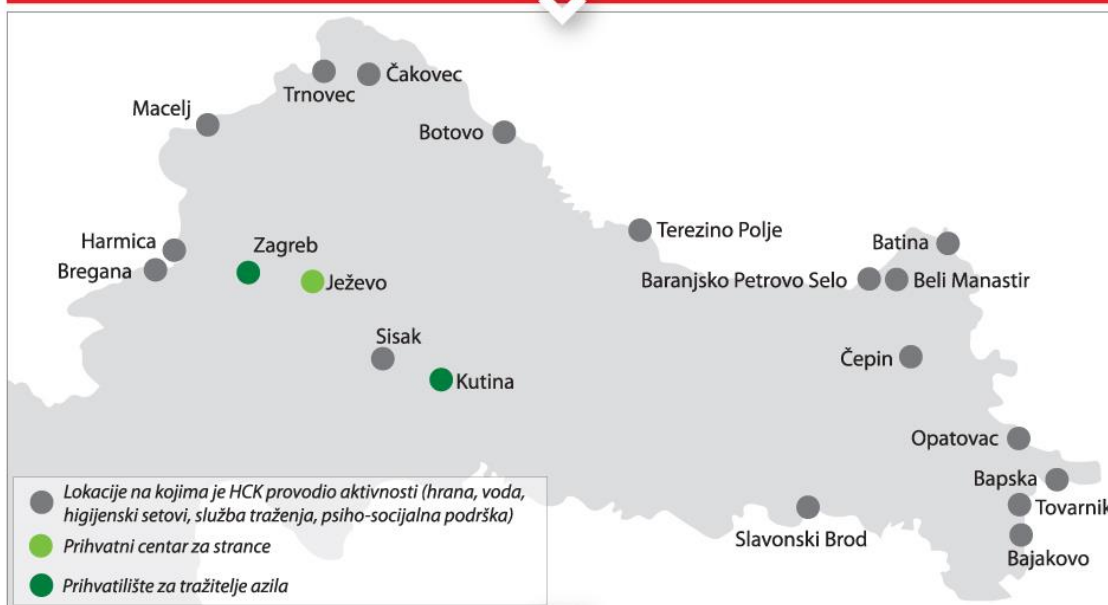 Trnovec
Čakovec
Macelj
Botovo
Harmica
Bregana
Zagreb
Ježevo
Terezino Polje
Batina
Baranjsko Petrovo Selo
Beli Manastir
Sisak
Kutina
Čepin
Opatovac
Bapska
Tovarnik
Bajakovo
Slavonski Brod
Lokacije na kojima je HCK provodio aktivnosti (hrana, voda,
higijenski setovi, služba traženja, psiho-socijalna podrška)
Prihvatni centar za strance
Prihvatilište za tražitelje azila